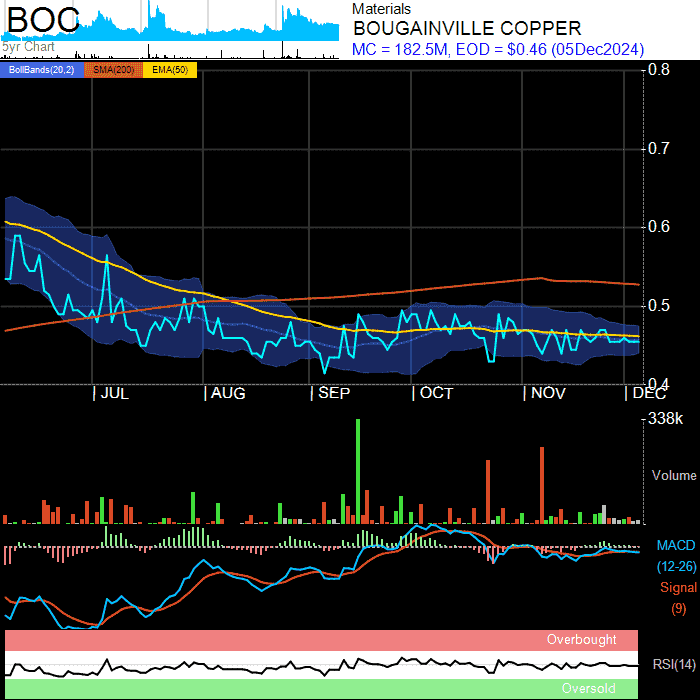 BOC
5yr Chart
Materials
BOUGAINVILLE COPPER
MC = 182.5M, EOD = $0.46 (05Dec2024)
BollBands(20,2) SMA(200) EMA(50)
0.8
0.7
0.6
0.5
0.4
JUL AUG SEP OCT NOV DEC
338k
Volume
MACD
(12-26)
Signal
(9)
Overbought
RSI(14)
Oversold